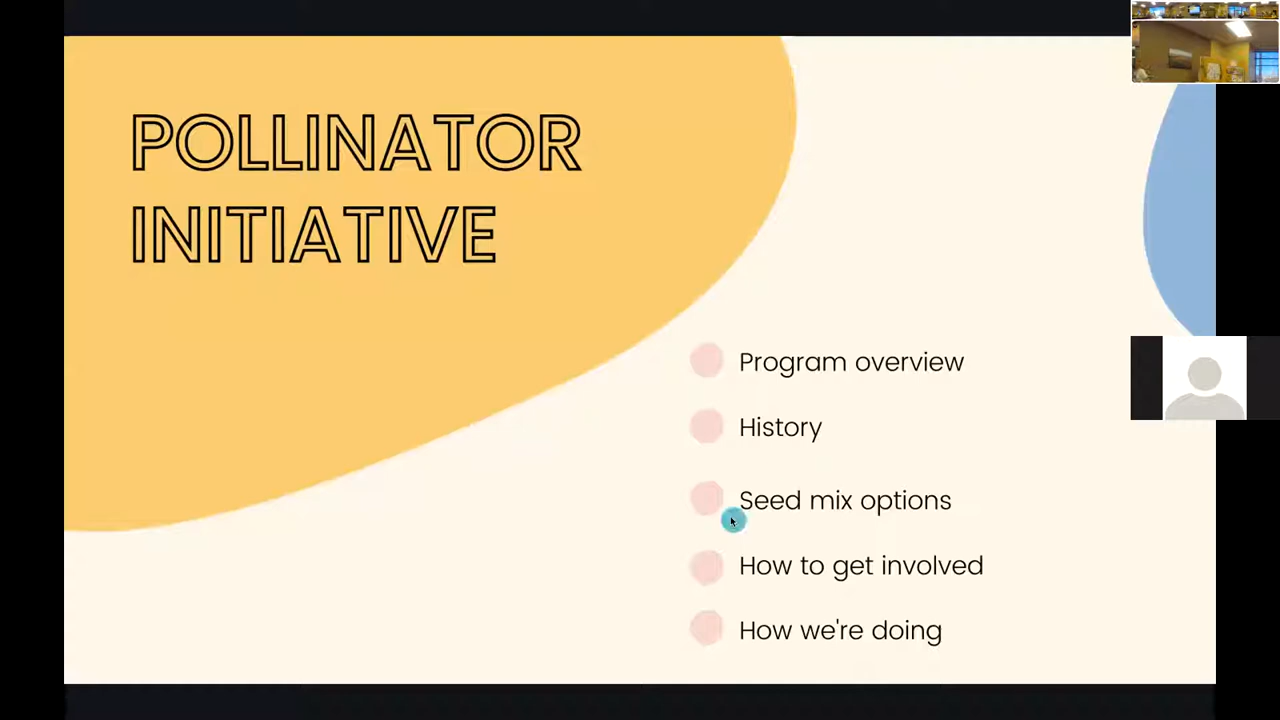 POLLINATOR
INITIATIVE
Program overview
History
Seed mix options
How to get involved
How we're doing